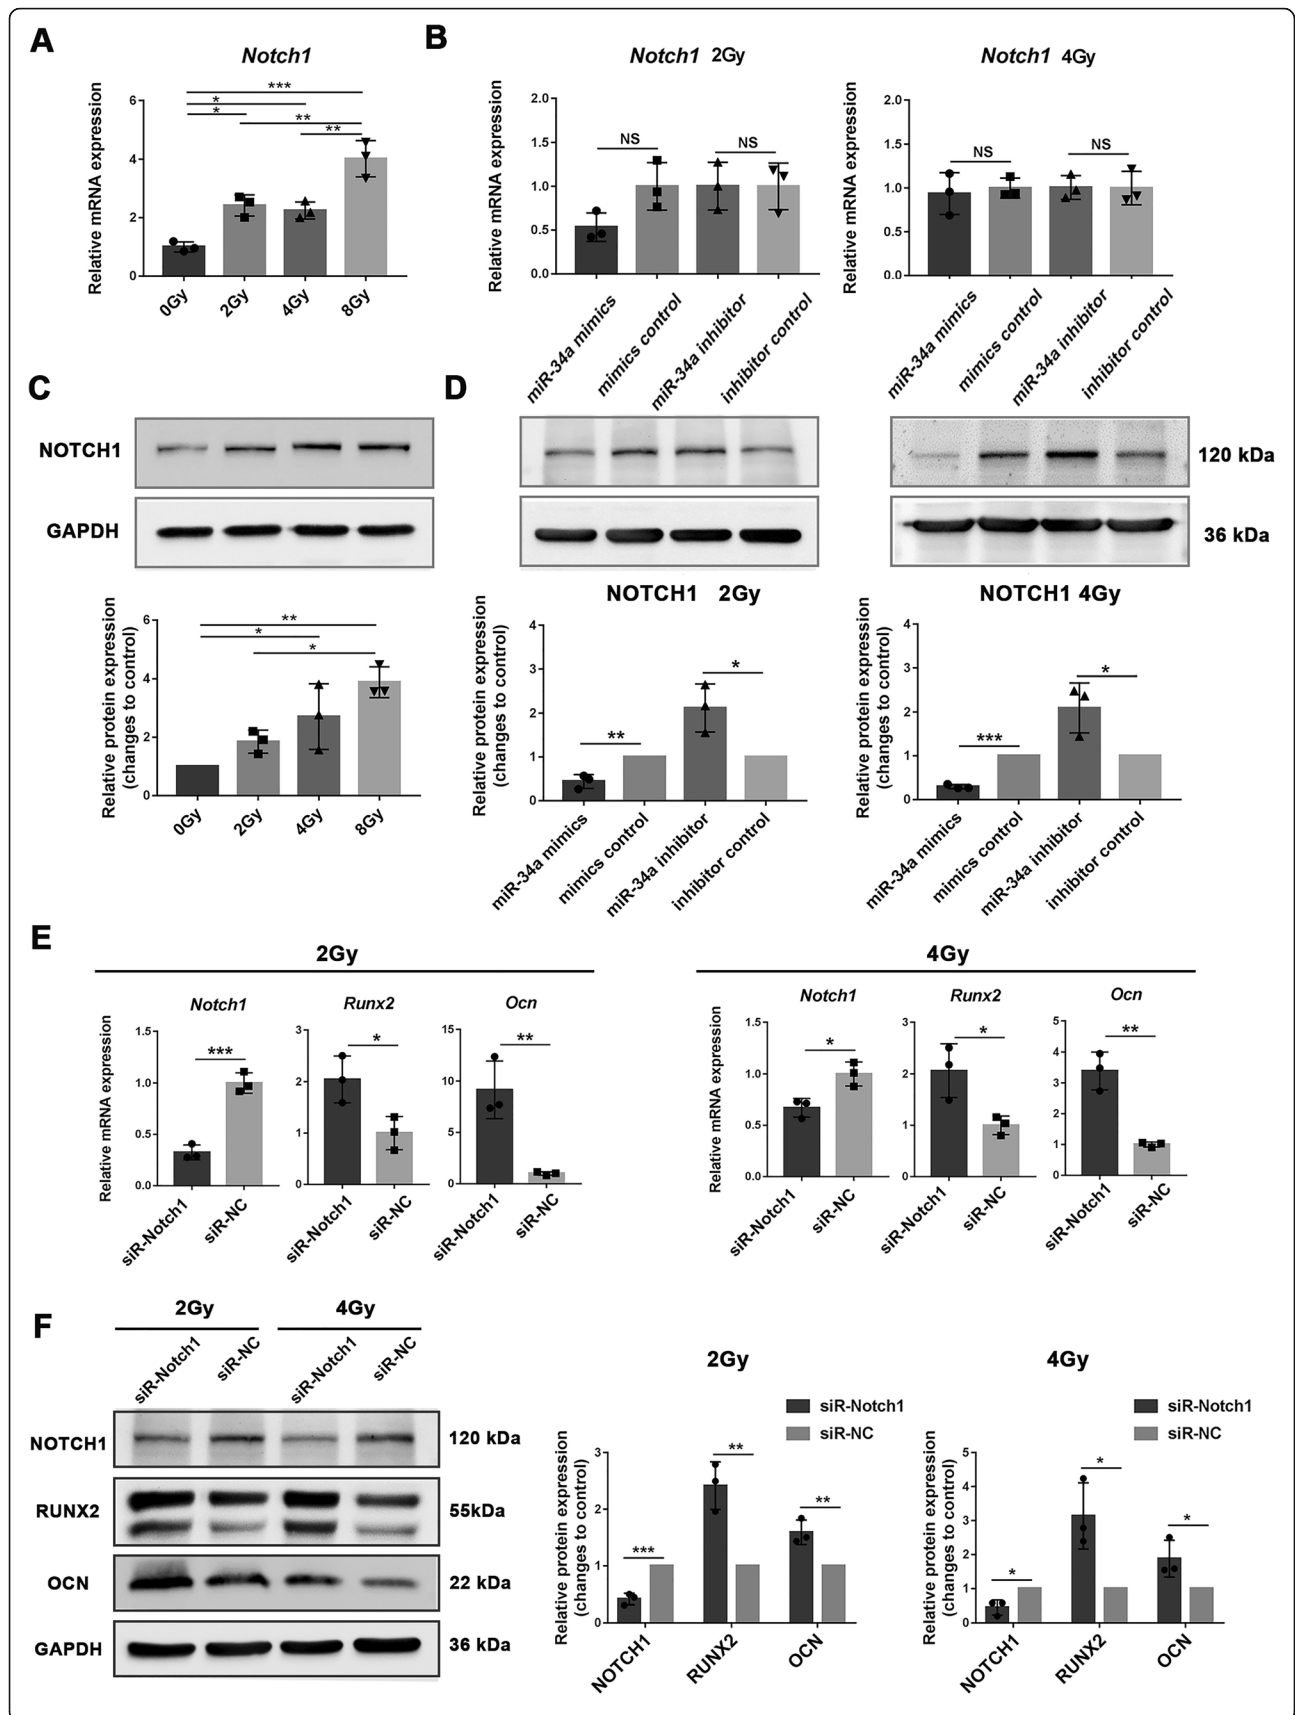 A
Notch1
Relative mRNA expression
6
4
2
0
***
*
*
**
**
0Gy
2Gy
4Gy
8Gy
B
Notch1 2Gy
2.0
1.5
1.0
0.5
0.0
NS
NS
miR-34a mimics
mimics control
miR-34a inhibitor
inhibitor control
Notch1 4Gy
Relative mRNA expression
Relative mRNA expression
2.0
1.5
1.0
0.5
0.0
NS
NS
miR-34a mimics
mimics control
miR-34a inhibitor
inhibitor control
C
NOTCH1
GAPDH
Relative protein expression
(changes to control)
6
4
2
0
**
*
*
0Gy
2Gy
4Gy
8Gy
D
120 kDa
36 kDa
NOTCH1 2Gy
Relative protein expression
(changes to control)
4
3
2
1
0
**
*
miR-34a mimics
mimics control
miR-34a inhibitor
inhibitor control
NOTCH1 4Gy
Relative protein expression
(changes to control)
4
3
2
1
0
***
*
miR-34a mimics
mimics control
miR-34a inhibitor
inhibitor control
E
2Gy
Relative mRNA expression
Notch1
1.5
1.0
0.5
0.0
***
siR-Notch1
siR-NC
Runx2
3
2
1
0
*
siR-Notch1
siR-NC
Ocn
15
10
5
0
**
siR-Notch1
siR-NC
4Gy
Relative mRNA expression
Notch1
1.5
1.0
0.5
0.0
*
siR-Notch1
siR-NC
Runx2
3
2
1
0
*
siR-Notch1
siR-NC
Ocn
5
4
3
2
1
0
**
siR-Notch1
siR-NC
F
2Gy
4Gy
siR-Notch1
siR-NC
siR-Notch1
siR-NC
NOTCH1
120 kDa
RUNX2
55kDa
OCN
22 kDa
GAPDH
36 kDa
2Gy
siR-Notch1
siR-NC
Relative protein expression
(changes to control)
3
2
1
0
***
**
**
NOTCH1
RUNX2
OCN
4Gy
siR-Notch1
siR-NC
Relative protein expression
(changes to control)
5
4
3
2
1
0
*
*
*
NOTCH1
RUNX2
OCN